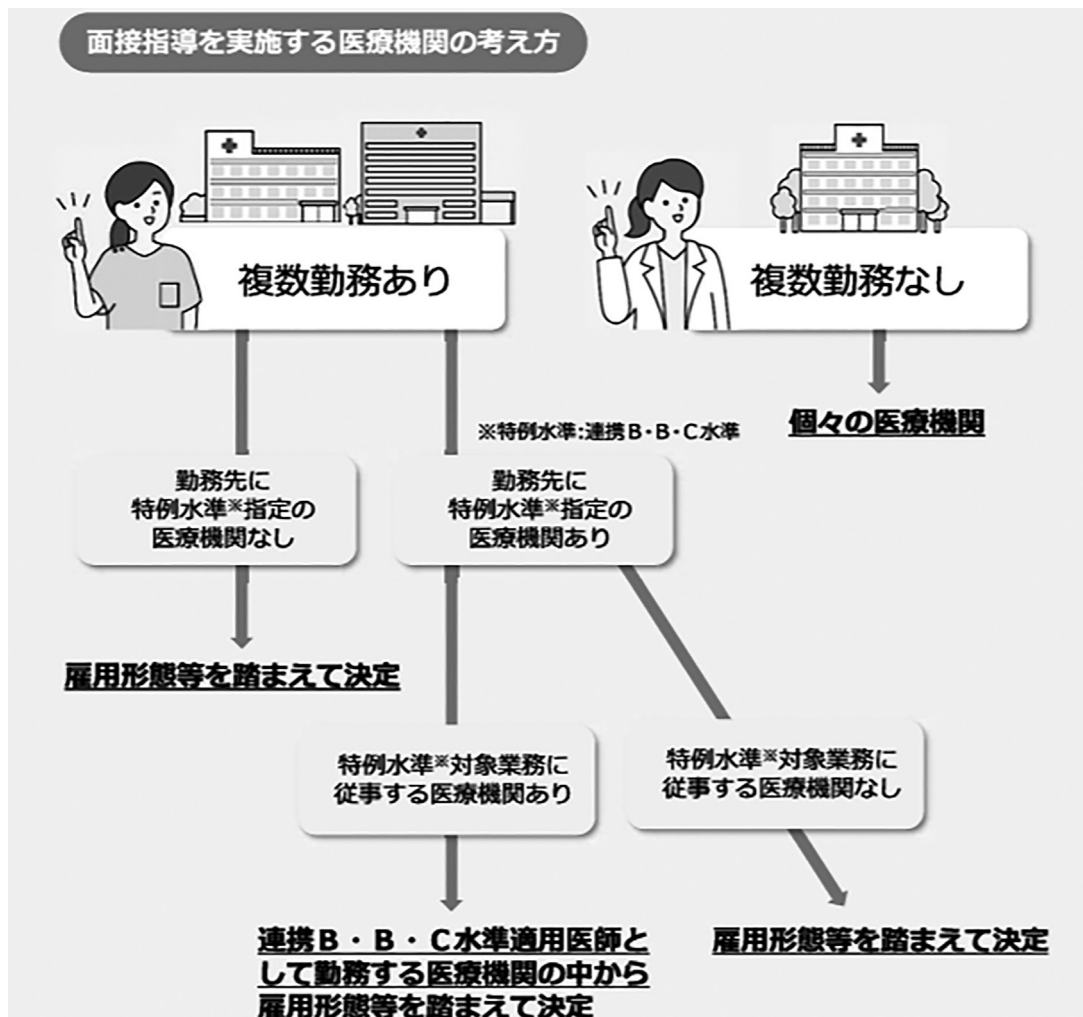 面接指導を実施する医療機関の考え方
複数勤務あり
複数勤務なし
個々の医療機関
※特例水準:連携B・B・C水準
勤務先に
特例水準※指定の
医療機関なし
勤務先に
特例水準※指定の
医療機関あり
雇用形態等を踏まえて決定
特例水準※対象業務に
従事する医療機関あり
特例水準※対象業務に
従事する医療機関なし
連携B・B・C水準適用医師と
して勤務する医療機関の中から
雇用形態等を踏まえて決定
雇用形態等を踏まえて決定